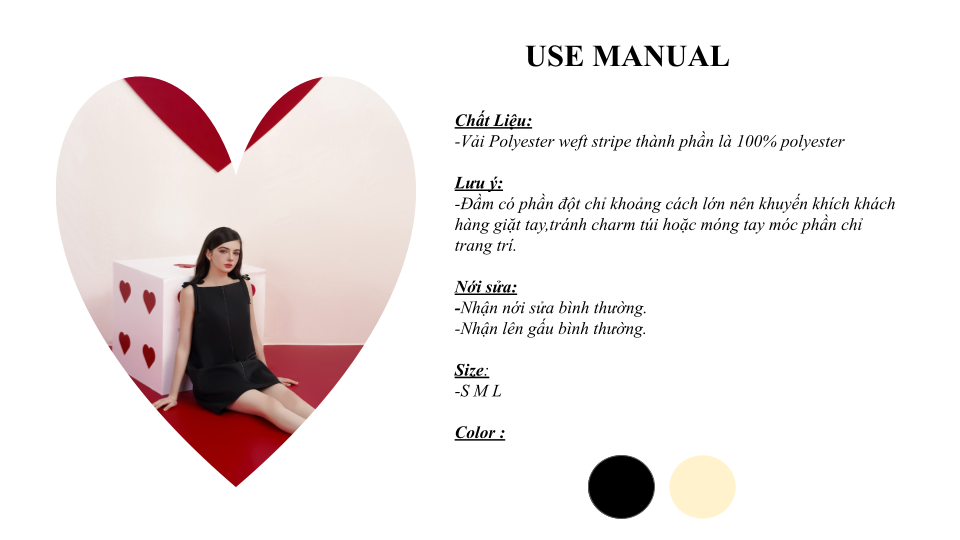 USE MANUAL
Chất Liệu:
-Vải Polyester weft stripe thành phần là 100% polyester
Lưu ý:
-Đầm có phần đột chỉ khoảng cách lớn nên khuyến khích khách
hàng giặt tay,tránh charm túi hoặc móng tay móc phần chỉ
trang trí.
Nới sửa:
-Nhận nới sửa bình thường.
-Nhận lên gấu bình thường.
Size:
-S M L
Color :